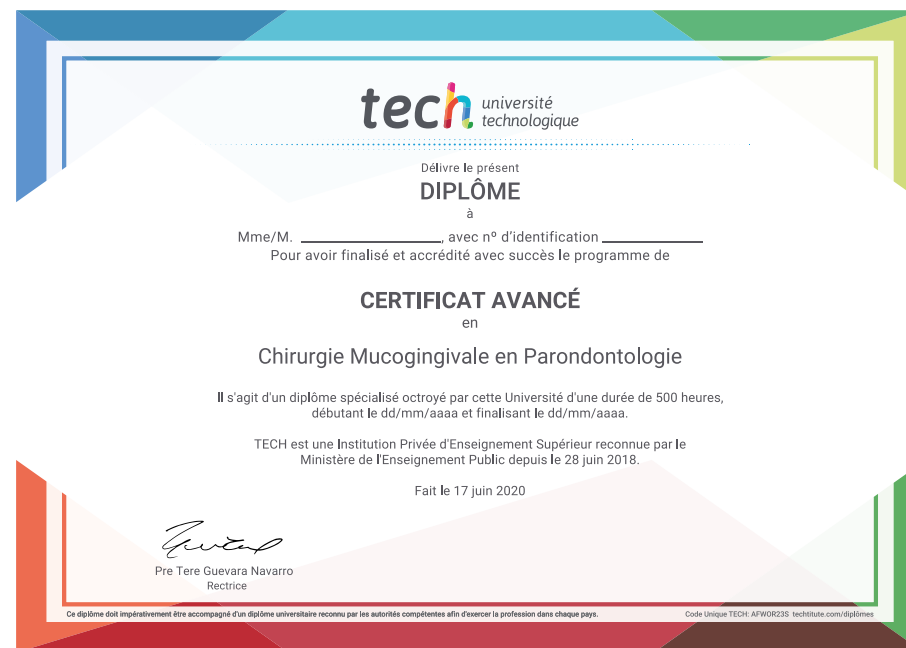 tech université
technologique
Délivre le présent
DIPLÔME
à
Mme/M. ____________________, avec nº d'identification ______________
Pour avoir finalisé et accrédité avec succès le programme de
CERTIFICAT AVANCÉ
en
Chirurgie Mucogingivale en Parondontologie
Il s'agit d'un diplôme spécialisé octroyé par cette Université d'une durée de 500 heures,
débutant le dd/mm/aaaa et finalisant le dd/mm/aaaa.
TECH est une Institution Privée d'Enseignement Supérieur reconnue par le
Ministère de l'Enseignement Public depuis le 28 juin 2018.
Fait le 17 juin 2020
Pre Tere Guevara Navarro
Rectrice
Ce diplôme doit impérativement être accompagné d'un diplôme universitaire reconnu par les autorités compétentes afin d'exercer la profession dans chaque pays.
Code Unique TECH: AFWOR23S techtitute.com/diplômes